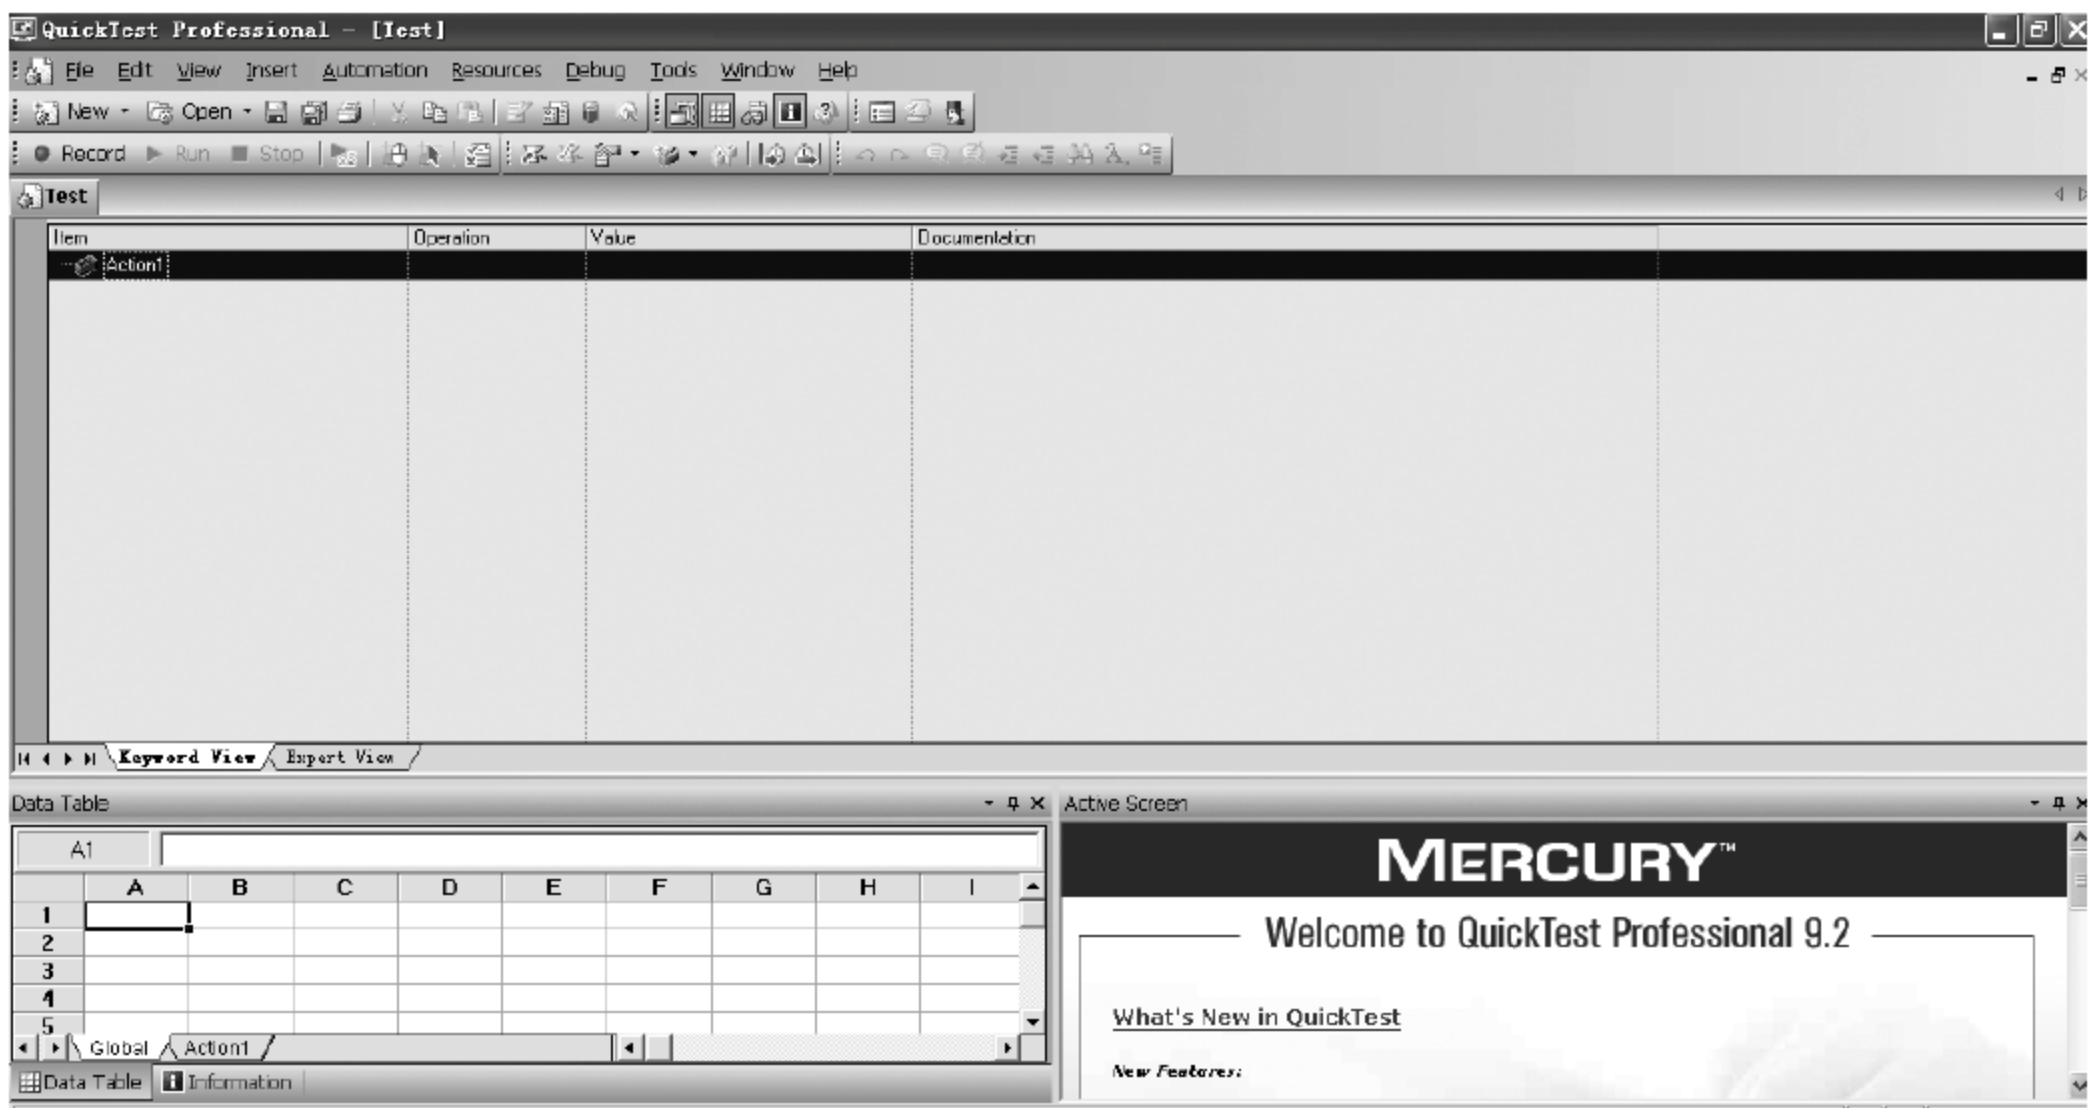 QuickTest Professional - [Test]
File Edit View Insert Automation Resources Debug Tools Window Help
New Open
Record Run Stop
Test
Item Operation Value Documentation
Action1
Keyword View Expert View
Data Table
Active Screen
A1
MERCURY™
A B C D E F G H I
1
2
3
4
5
Welcome to QuickTest Professional 9.2
What's New in QuickTest
New Features:
Global Action1
Data Table Information